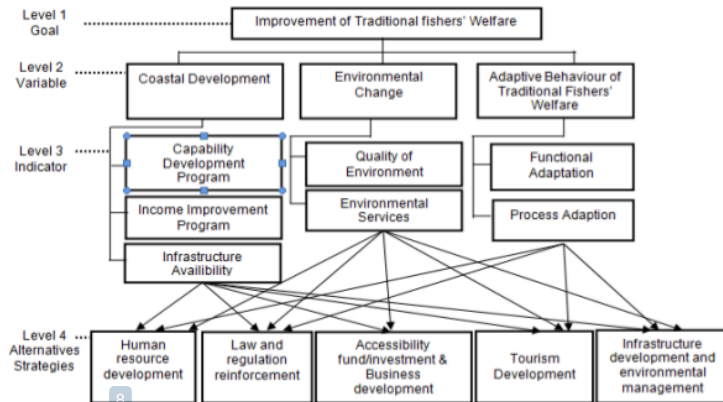 Level 1
Goal
Improvement of Traditional fishers' Welfare
Level 2
Variable
Coastal Development
Environmental
Change
Adaptive Behaviour of
Traditional Fishers'
Welfare
Level 3
Indicator
Capability
Development
Program
Quality of
Environment
Functional
Adaptation
Income Improvement
Program
Environmental
Services
Process Adaption
Infrastructure
Availibility
Level 4
Alternatives
Strategies
Human
resource
development
Law and
regulation
reinforcement
Accessibility
fund/investment &
Business
development
Tourism
Development
Infrastructure
development and
environmental
management
8